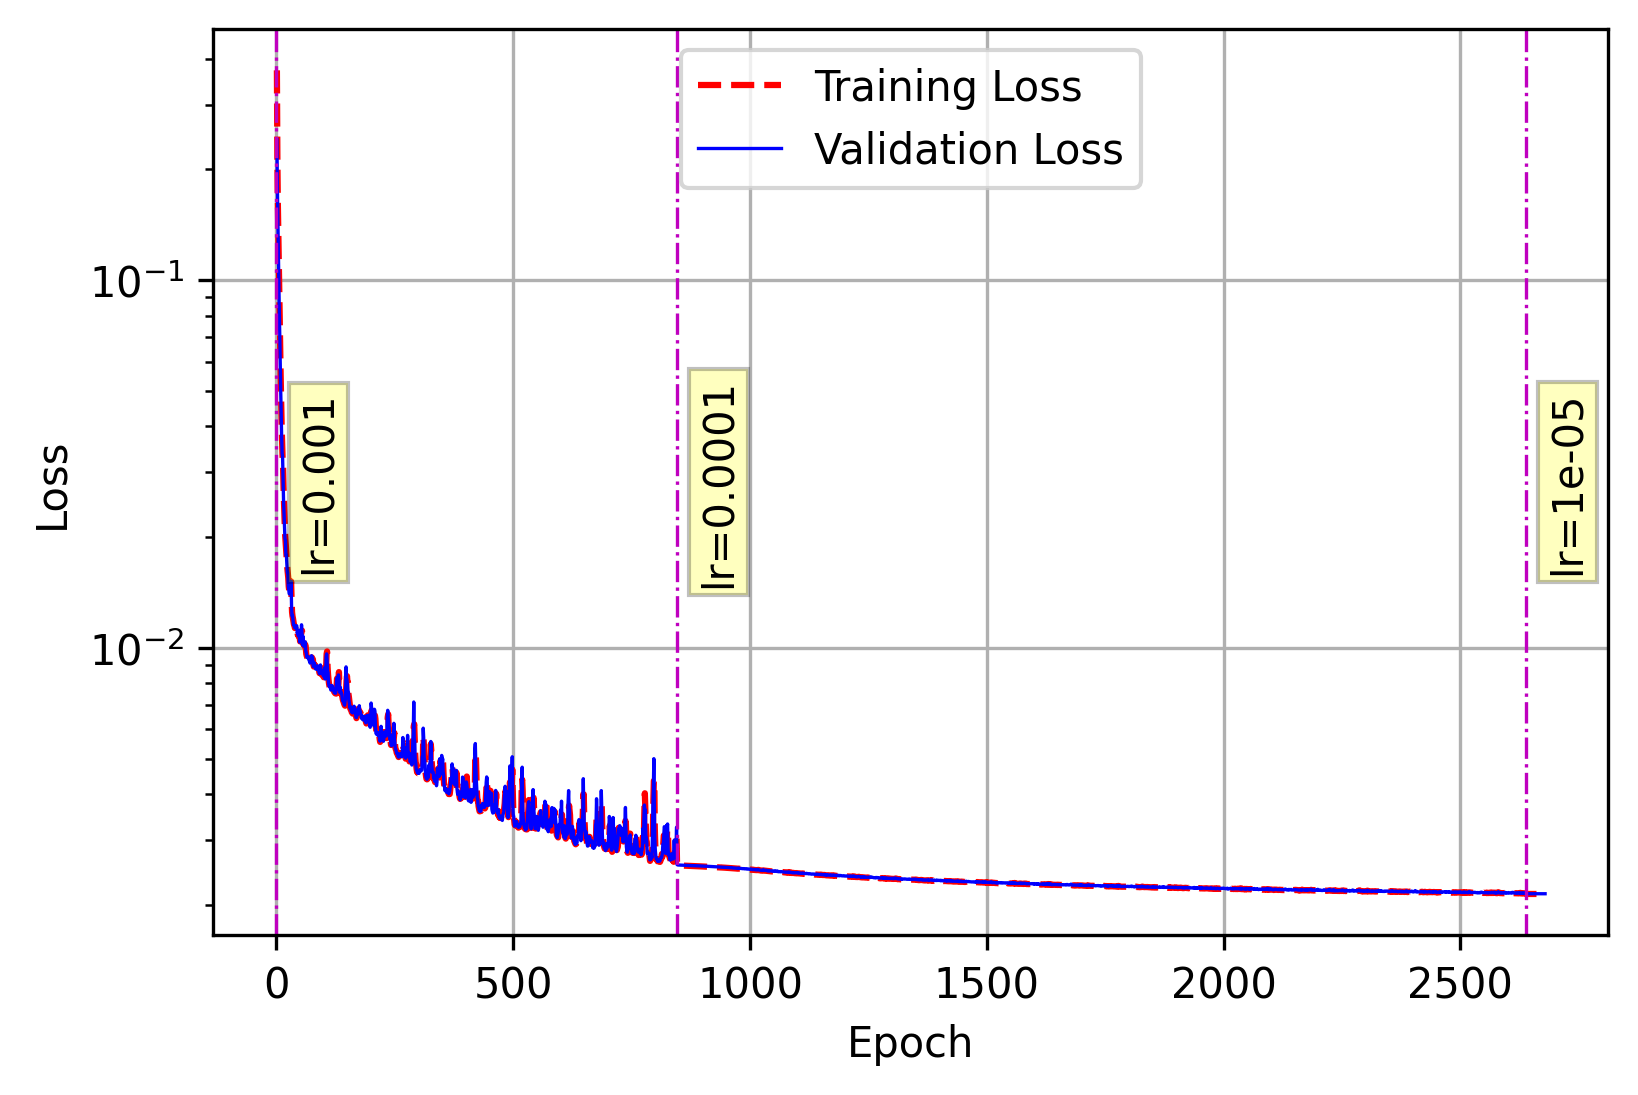 Training Loss
Validation Loss
10⁻¹
10⁻²
Loss
lr=0.001
lr=0.0001
lr=1e-05
0 500 1000 1500 2000 2500
Epoch